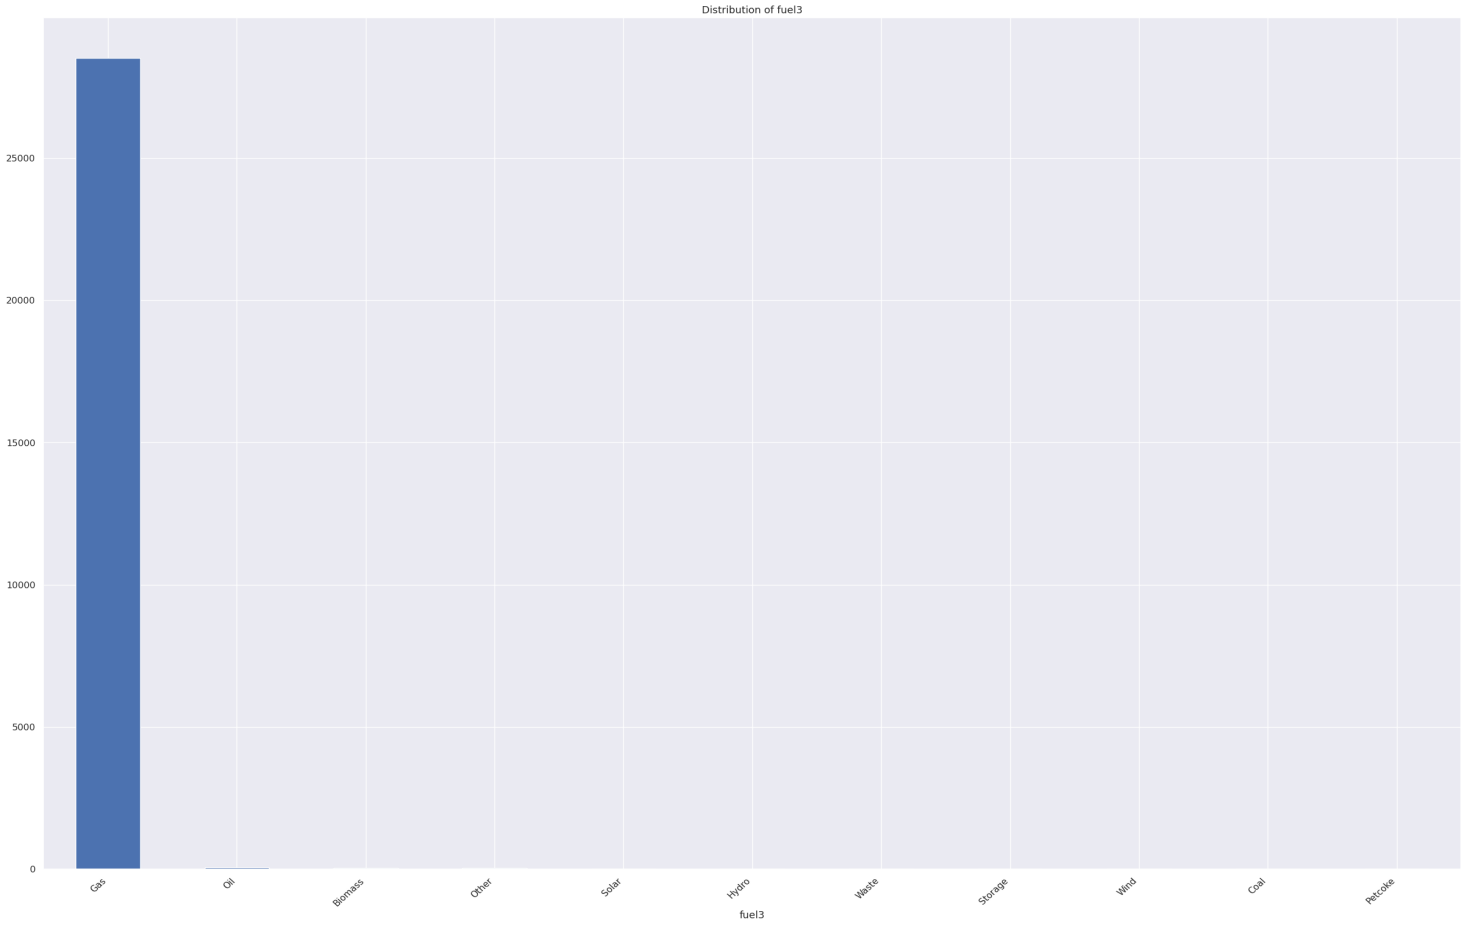 Distribution of fuel3
25000
20000
15000
10000
5000
0
Gas
Oil
Biomass
Other
Solar
Hydro
Waste
Storage
Wind
Coal
Petcoke
fuel3